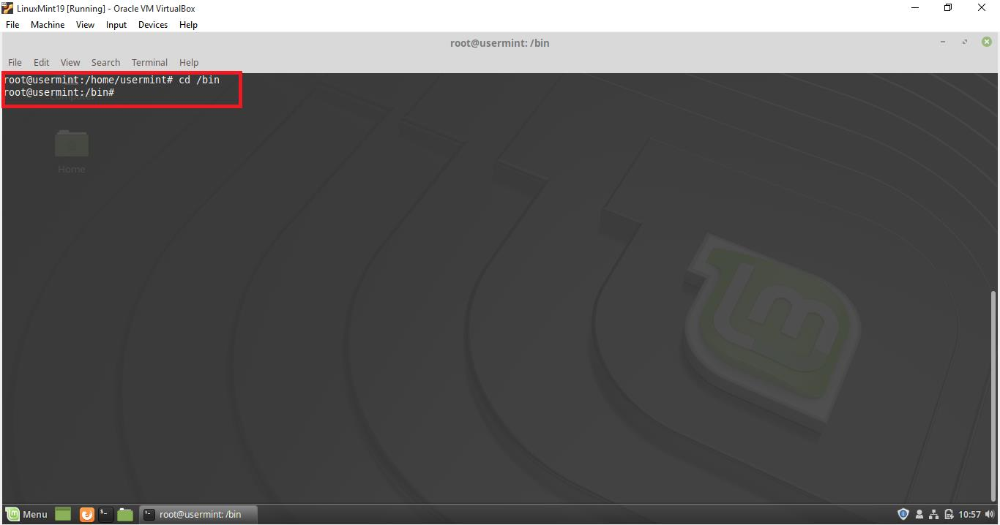 LinuxMint19 [Running] - Oracle VM VirtualBox
File Machine View Input Devices Help
root@usermint: /bin
File Edit View Search Terminal Help
root@usermint:/home/usermint# cd /bin
root@usermint:/bin#
Computer
Home
Menu
root@usermint: /bin
10:57